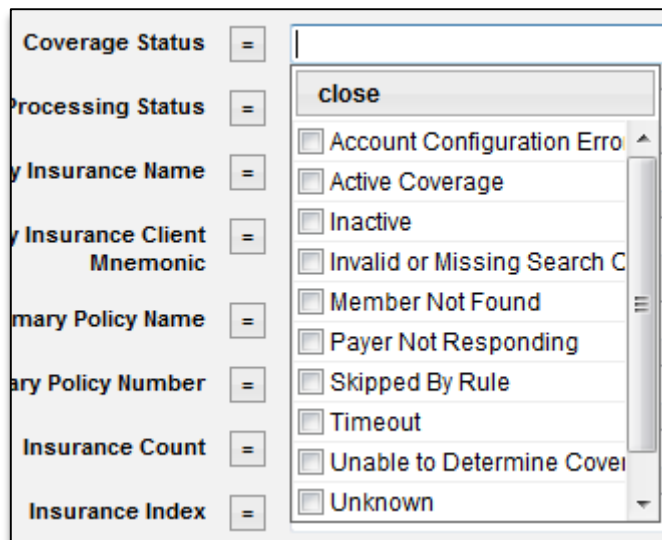 Coverage Status =
close
Processing Status =
Account Configuration Erro
y Insurance Name =
Active Coverage
Inactive
y Insurance Client
Mnemonic =
Invalid or Missing Search C
Member Not Found
mary Policy Name =
Payer Not Responding
ary Policy Number =
Skipped By Rule
Timeout
Insurance Count =
Unable to Determine Cover
Insurance Index =
Unknown